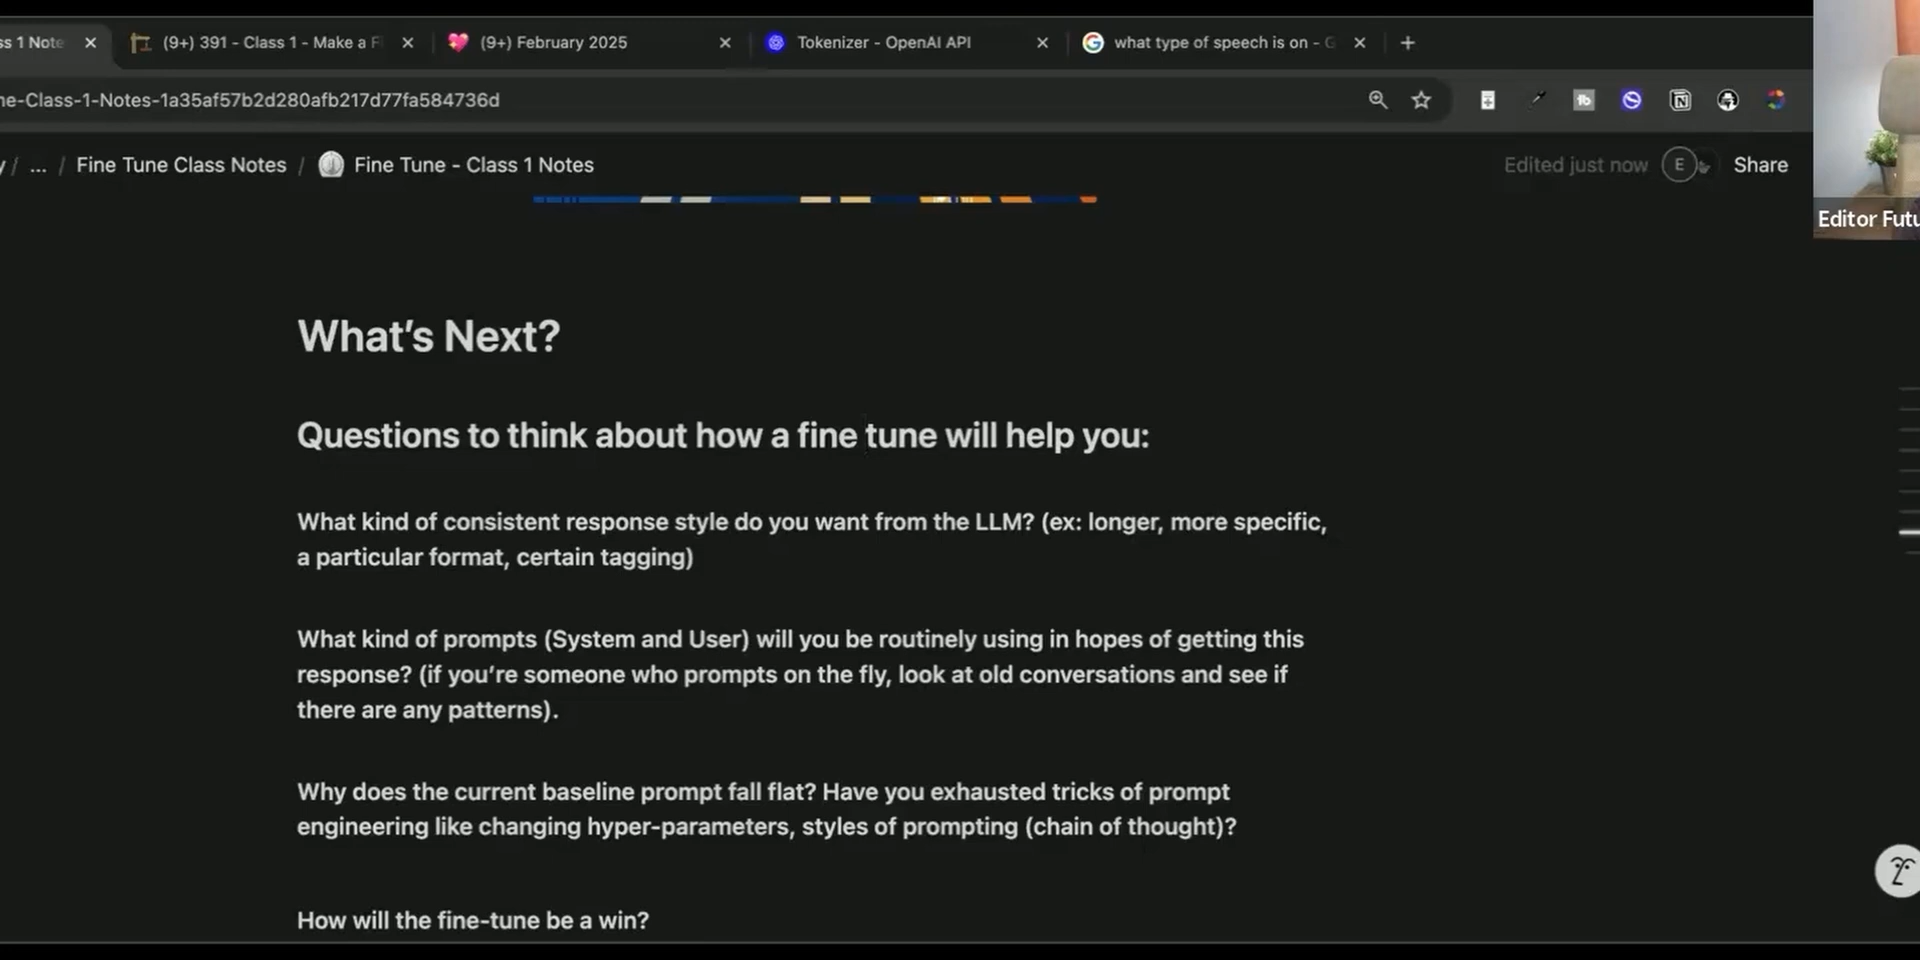 ss 1 Note
(9+) 391 - Class 1 - Make a F
(9+) February 2025
Tokenizer - OpenAI API
what type of speech is on - G
ne-Class-1-Notes-1a35af57b2d280afb217d77fa584736d
y / ... / Fine Tune Class Notes / Fine Tune - Class 1 Notes
Edited just now
E
Share
Editor Futu
What's Next?
Questions to think about how a fine tune will help you:
What kind of consistent response style do you want from the LLM? (ex: longer, more specific,
a particular format, certain tagging)
What kind of prompts (System and User) will you be routinely using in hopes of getting this
response? (if you're someone who prompts on the fly, look at old conversations and see if
there are any patterns).
Why does the current baseline prompt fall flat? Have you exhausted tricks of prompt
engineering like changing hyper-parameters, styles of prompting (chain of thought)?
How will the fine-tune be a win?